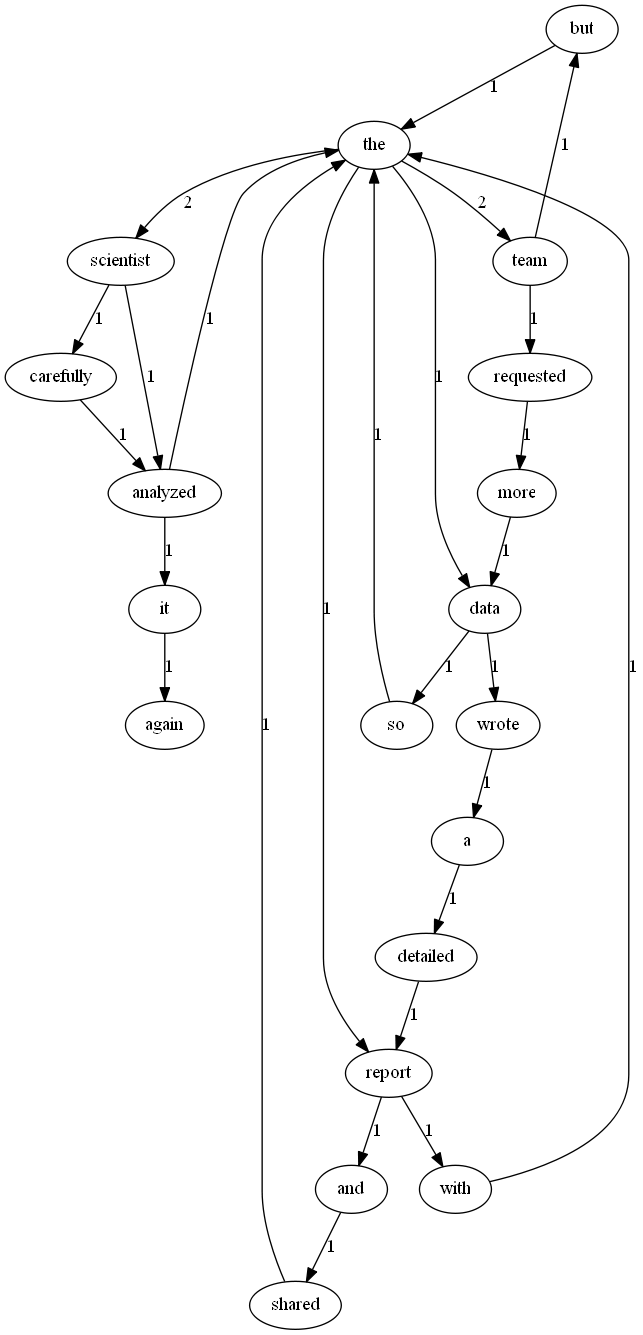 but
1
the
1
2
2
scientist
team
1
1
1
carefully
1
1
requested
1
1
1
analyzed
more
1
1
it
data
1
1
1
1
again
so
wrote
1
1
a
1
detailed
1
report
1
1
and
with
1
shared